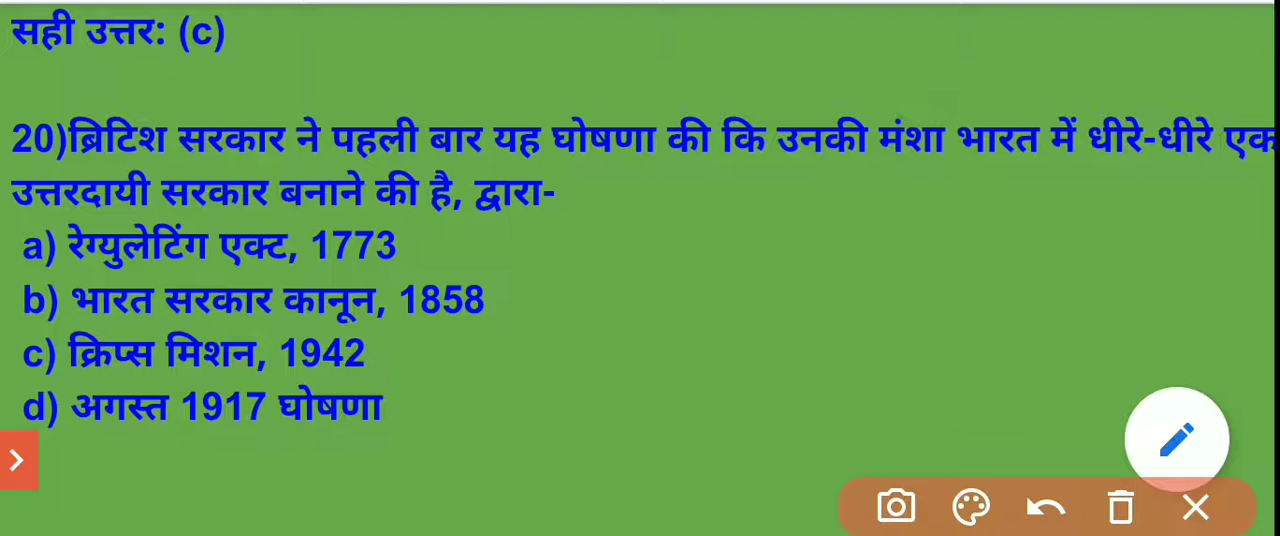 सही उत्तर: (c)
20)ब्रिटिश सरकार ने पहली बार यह घोषणा की कि उनकी मंशा भारत में धीरे-धीरे एक
उत्तरदायी सरकार बनाने की है, द्वारा-
a) रेग्युलेटिंग एक्ट, 1773
b) भारत सरकार कानून, 1858
c) क्रिप्स मिशन, 1942
d) अगस्त 1917 घोषणा